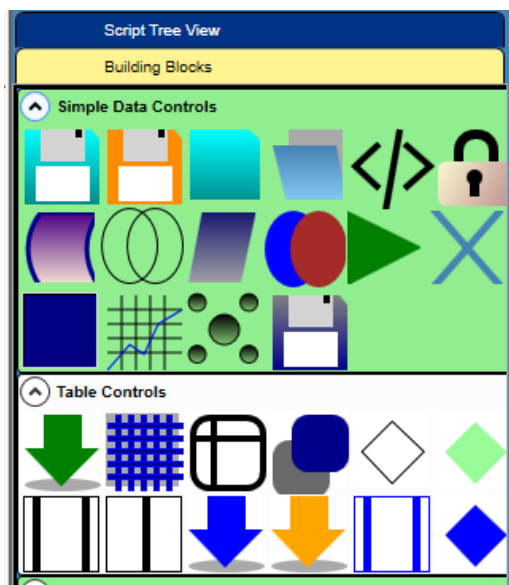 Script Tree View
Building Blocks
Simple Data Controls
Table Controls